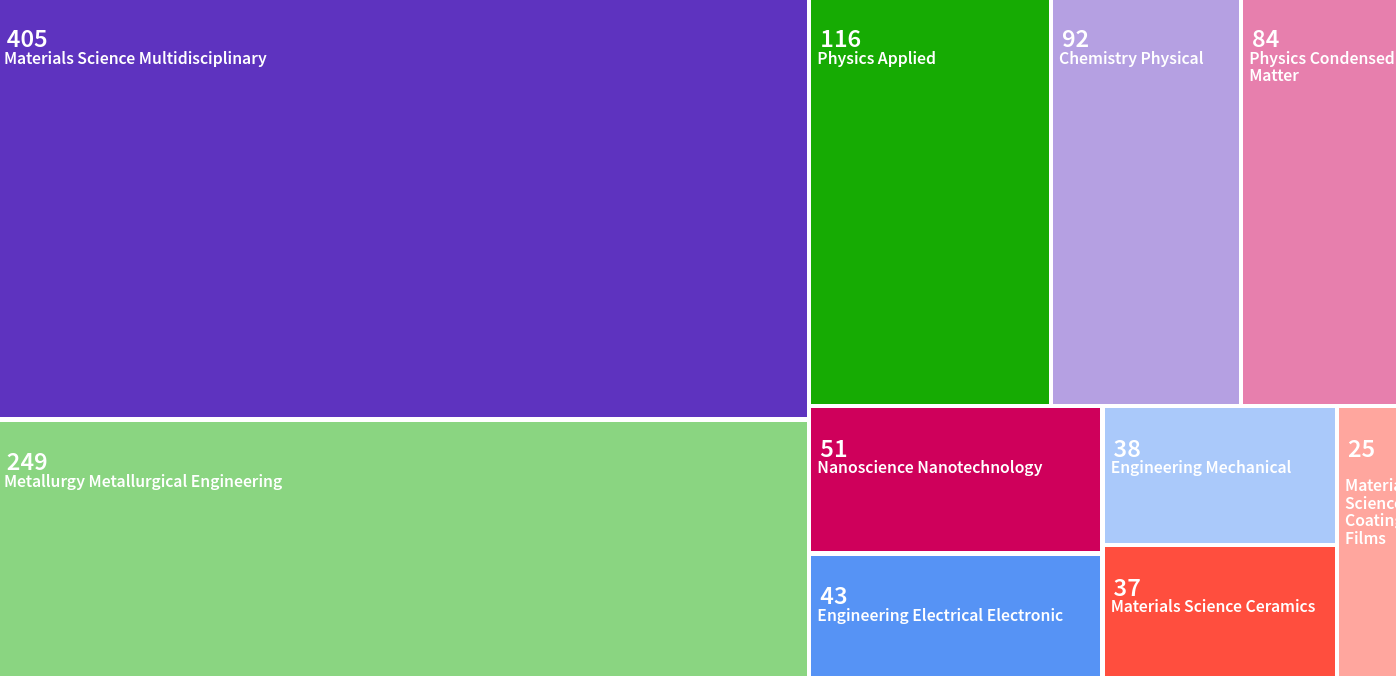 405
Materials Science Multidisciplinary
116
Physics Applied
92
Chemistry Physical
84
Physics Condensed
Matter
249
Metallurgy Metallurgical Engineering
51
Nanoscience Nanotechnology
43
Engineering Electrical Electronic
38
Engineering Mechanical
37
Materials Science Ceramics
25
Films